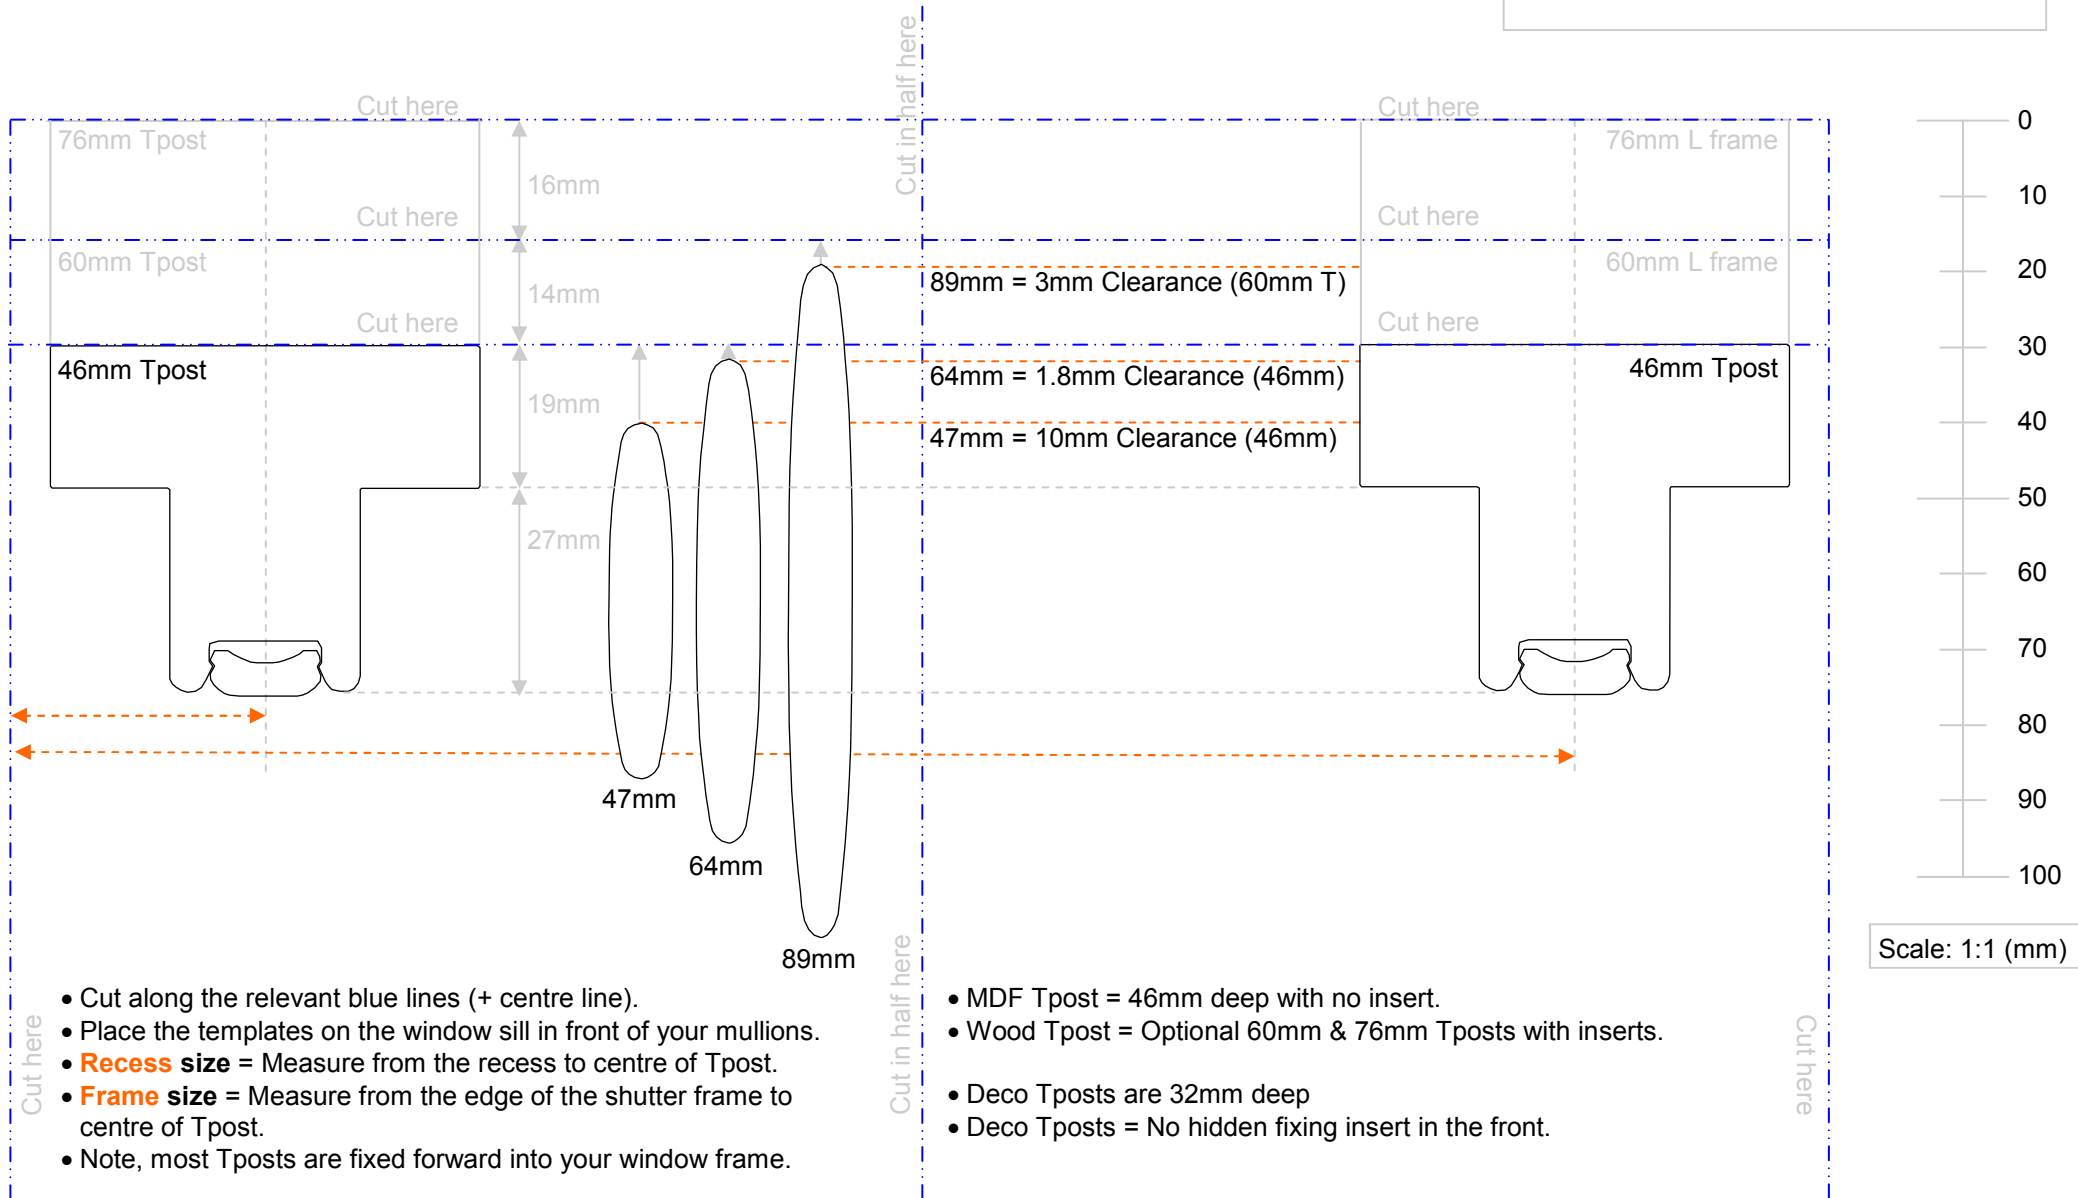 Cut in half here
Cut here
Cut here
76mm Tpost
76mm L frame
0
16mm
10
Cut here
Cut here
60mm Tpost
60mm L frame
20
89mm = 3mm Clearance (60mm T)
14mm
Cut here
Cut here
30
46mm Tpost
64mm = 1.8mm Clearance (46mm)
46mm Tpost
19mm
40
47mm = 10mm Clearance (46mm)
50
27mm
60
70
80
47mm
90
64mm
100
89mm
Scale: 1:1 (mm)
Cut here
• Cut along the relevant blue lines (+ centre line).
• Place the templates on the window sill in front of your mullions.
• Recess size = Measure from the recess to centre of Tpost.
• Frame size = Measure from the edge of the shutter frame to
centre of Tpost.
• Note, most Tposts are fixed forward into your window frame.
Cut in half here
• MDF Tpost = 46mm deep with no insert.
• Wood Tpost = Optional 60mm & 76mm Tposts with inserts.
• Deco Tposts are 32mm deep
• Deco Tposts = No hidden fixing insert in the front.
Cut here